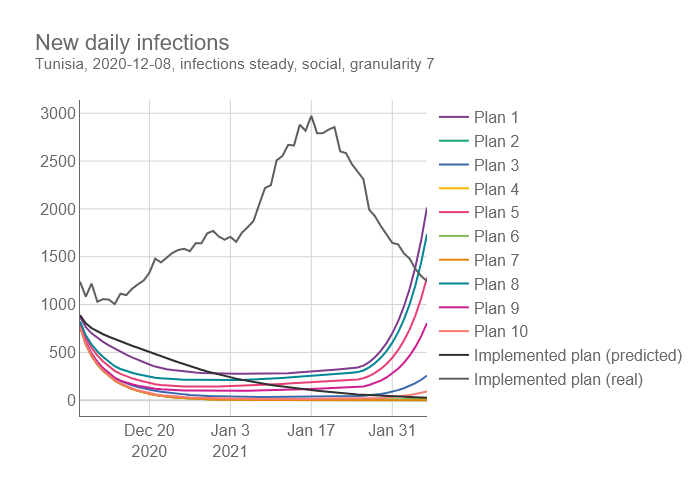 New daily infections
Tunisia, 2020-12-08, infections steady, social, granularity 7
3000
2500
2000
1500
1000
500
0
Dec 20
2020
Jan 3
2021
Jan 17
Jan 31
Plan 1
Plan 2
Plan 3
Plan 4
Plan 5
Plan 6
Plan 7
Plan 8
Plan 9
Plan 10
Implemented plan (predicted)
Implemented plan (real)